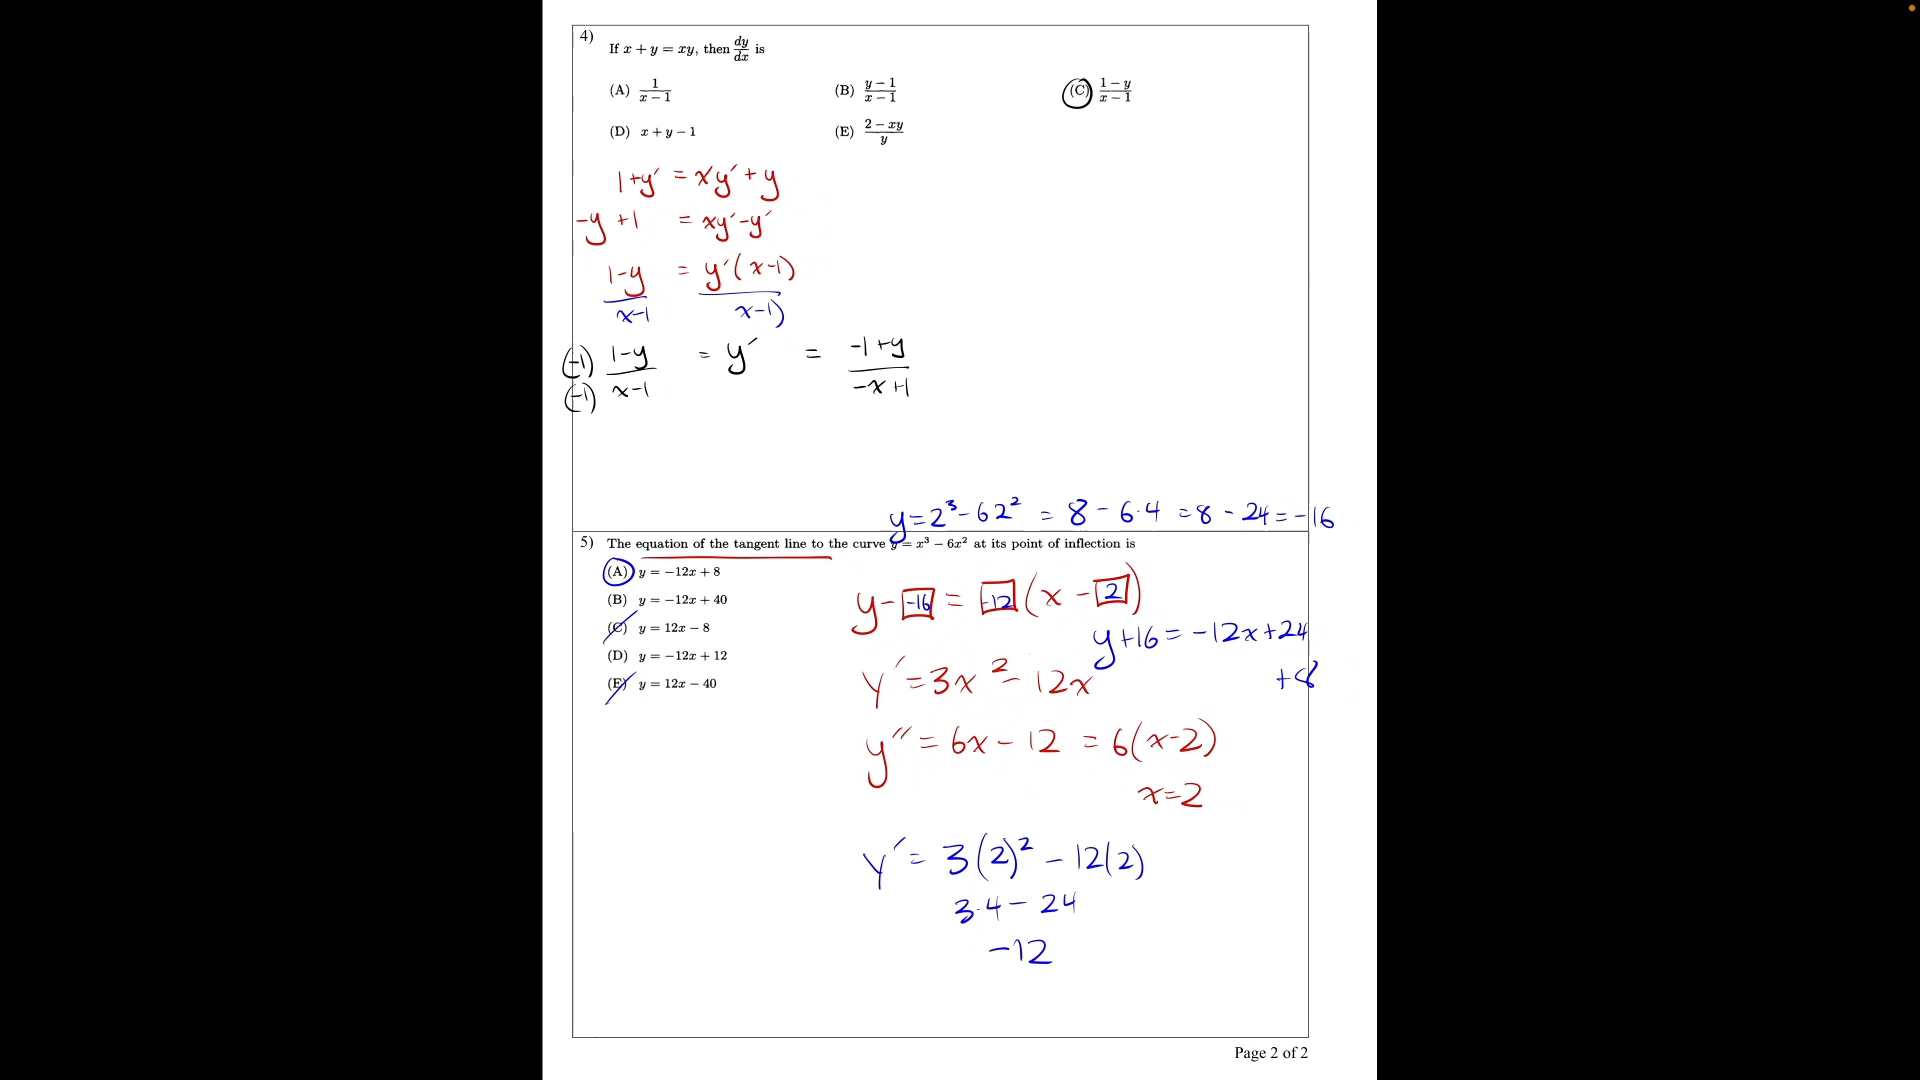 4)
If x + y = xy, then dy/dx is
(A) 1/(x − 1) (B) (y − 1)/(x − 1) (C) (1 − y)/(x − 1)
(D) x + y − 1 (E) (2 − xy)/y
1+y′ = xy′+y
-y +1 = xy′-y′
1-y = y′(x-1)
x-1 x-1)
(-1) 1-y = y′ = -1+y
(-1) x-1 -x+1
y=2³-62² = 8-6·4 =8-24=-16
5) The equation of the tangent line to the curve y = x³ − 6x² at its point of inflection is
(A) y = −12x + 8
(B) y = −12x + 40
(C) y = 12x − 8
(D) y = −12x + 12
(E) y = 12x − 40
y- -16 = -12 (x - 2)
y+16=-12x+24
+8
y′=3x²-12x
y″=6x-12 =6(x-2)
x=2
y′= 3(2)²-12(2)
3·4-24
-12
Page 2 of 2